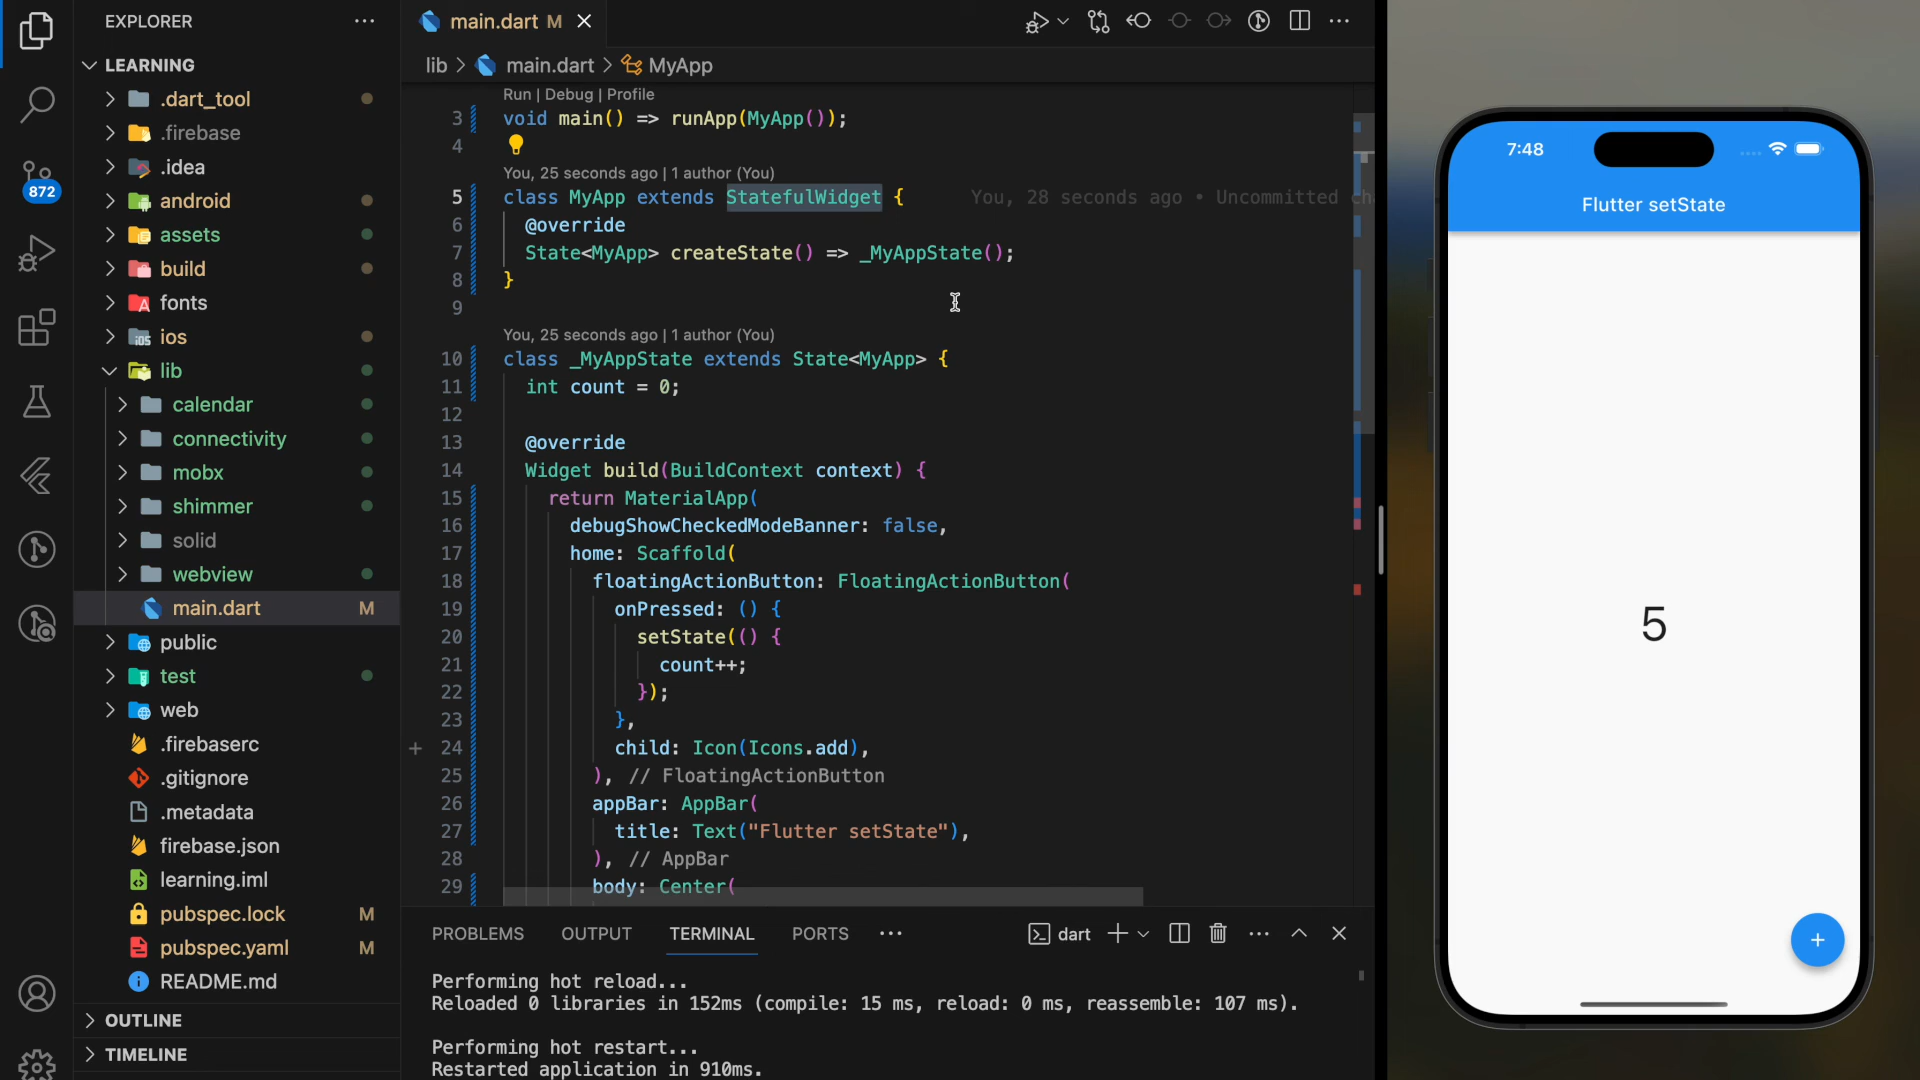 EXPLORER
LEARNING
.dart_tool
.firebase
.idea
android
assets
build
fonts
ios
lib
calendar
connectivity
mobx
shimmer
solid
webview
main.dart M
public
test
web
.firebaserc
.gitignore
.metadata
firebase.json
learning.iml
pubspec.lock M
pubspec.yaml M
README.md
OUTLINE
TIMELINE
872
main.dart M
lib > main.dart > MyApp
Run | Debug | Profile
3 void main() => runApp(MyApp());
4
You, 25 seconds ago | 1 author (You)
5 class MyApp extends StatefulWidget { You, 28 seconds ago • Uncommitted
6 @override
7 State<MyApp> createState() => _MyAppState();
8 }
9
You, 25 seconds ago | 1 author (You)
10 class _MyAppState extends State<MyApp> {
11 int count = 0;
12
13 @override
14 Widget build(BuildContext context) {
15 return MaterialApp(
16 debugShowCheckedModeBanner: false,
17 home: Scaffold(
18 floatingActionButton: FloatingActionButton(
19 onPressed: () {
20 setState(() {
21 count++;
22 });
23 },
24 child: Icon(Icons.add),
25 ), // FloatingActionButton
26 appBar: AppBar(
27 title: Text("Flutter setState"),
28 ), // AppBar
29 body: Center(
PROBLEMS OUTPUT TERMINAL PORTS dart
Performing hot reload...
Reloaded 0 libraries in 152ms (compile: 15 ms, reload: 0 ms, reassemble: 107 ms).
Performing hot restart...
Restarted application in 910ms.
7:48
Flutter setState
5
+